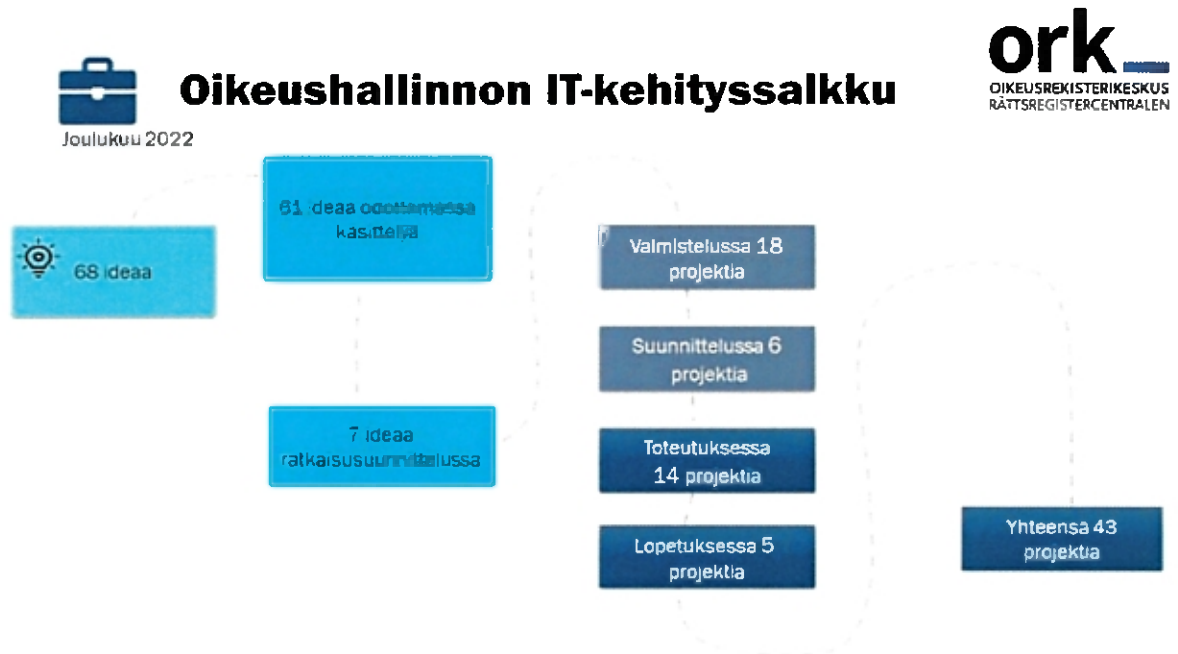 ork
OIKEUSREKISTERIKESKUS
RÄTTSREGISTERCENTRALEN
Oikeushallinnon IT-kehityssalkku
Joulukuu 2022
68 ideaa
61 ideaa odottamassa
käsittelyä
7 ideaa
ratkaisusuunnittelussa
Valmistelussa 18
projektia
Suunnittelussa 6
projektia
Toteutuksessa
14 projektia
Lopetuksessa 5
projektia
Yhteensä 43
projektia